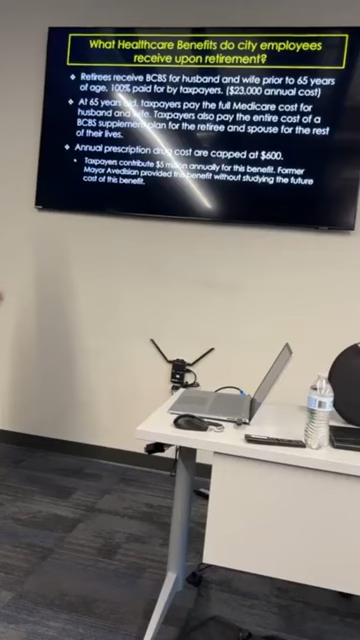 What Healthcare Benefits do city employees
receive upon retirement?
Retirees receive BCBS for husband and wife prior to 65 years
of age, 100% paid for by taxpayers. ($23,000 annual cost)
At 65 years old, taxpayers pay the full Medicare cost for
husband and wife. Taxpayers also pay the entire cost of a
BCBS supplement plan for the retiree and spouse for the rest
of their lives.
Annual prescription drug cost are capped at $600.
Taxpayers contribute $5 million annually for this benefit. Former
Mayor Avedisian provided this benefit without studying the future
cost of this benefit.